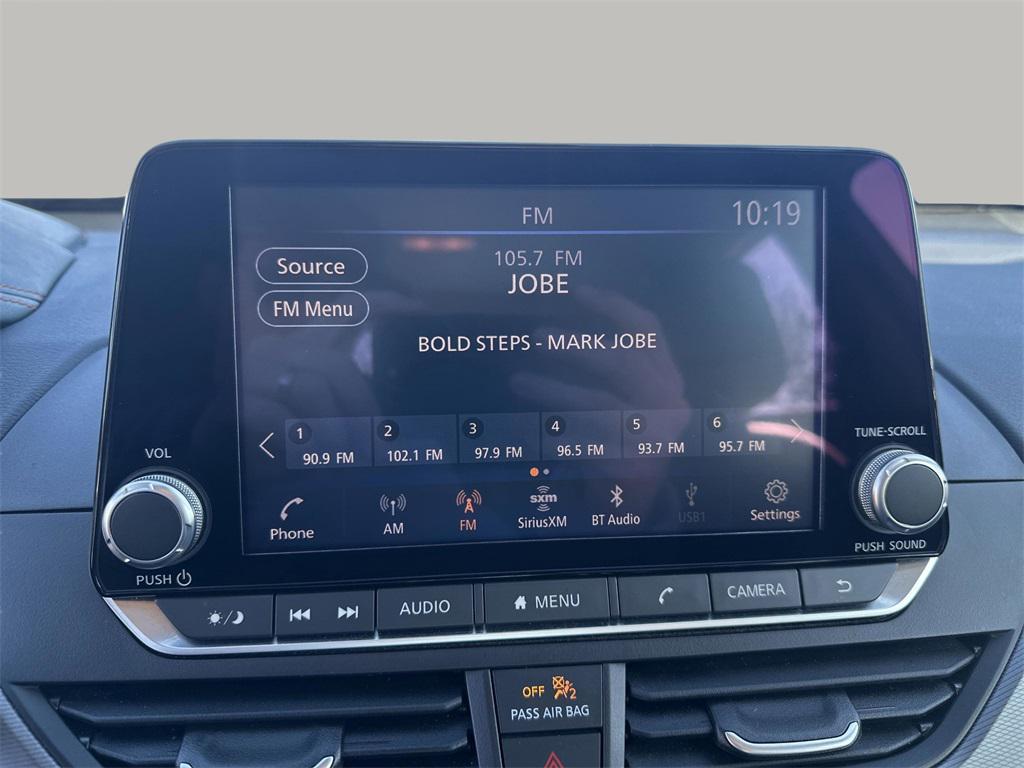 FM
10:19
Source
105.7 FM
JOBE
FM Menu
BOLD STEPS - MARK JOBE
1 90.9 FM
2 102.1 FM
3 97.9 FM
4 96.5 FM
5 93.7 FM
6 95.7 FM
VOL
TUNE·SCROLL
Phone
AM
FM
sxm
SiriusXM
BT Audio
USB1
Settings
PUSH
PUSH SOUND
AUDIO
MENU
CAMERA
OFF 2
PASS AIR BAG